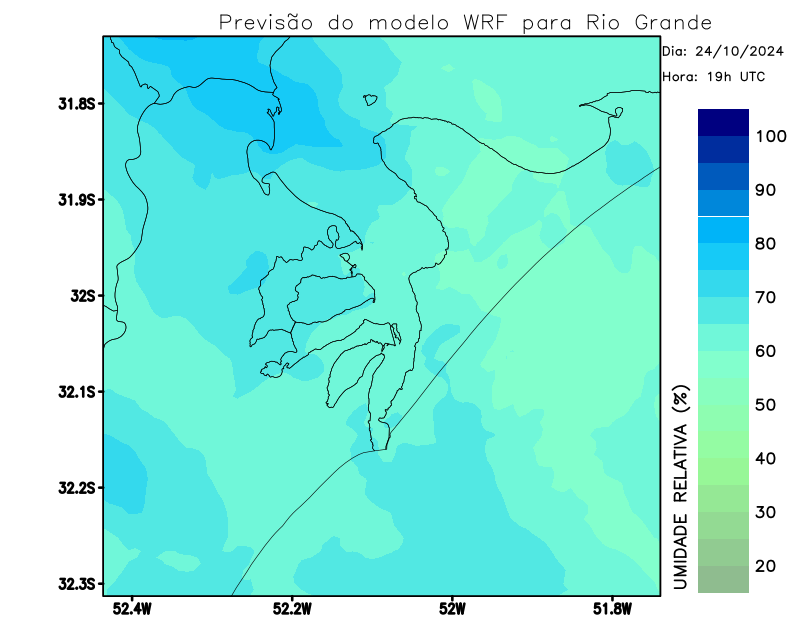 Previsão do modelo WRF para Rio Grande
Dia: 24/10/2024
Hora: 19h UTC
31.8S
31.9S
32S
32.1S
32.2S
32.3S
52.4W
52.2W
52W
51.8W
100
90
80
70
60
50
40
30
20
UMIDADE RELATIVA (%)